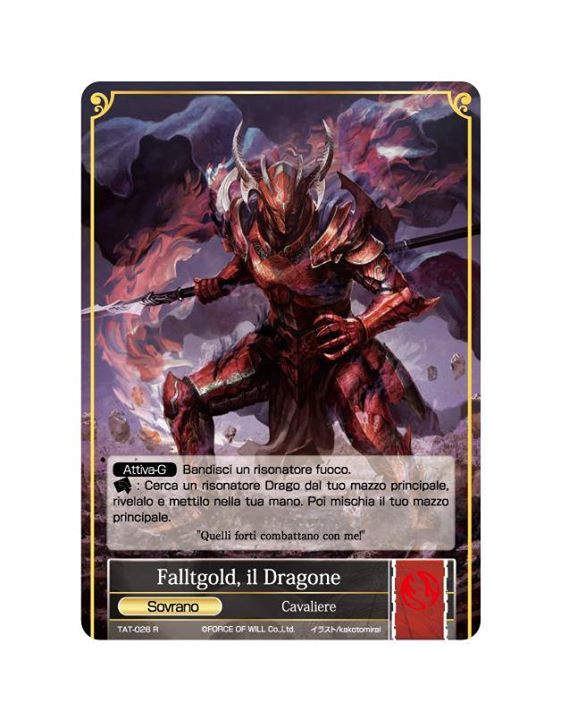 Attiva-G Bandisci un risonatore fuoco.
: Cerca un risonatore Drago dal tuo mazzo principale,
rivelalo e mettilo nella tua mano. Poi mischia il tuo mazzo
principale.
"Quelli forti combattano con me!"
Falltgold, il Dragone
Sovrano Cavaliere
TAT-026 R ©FORCE OF WILL Co.,Ltd. イラスト/kakotomirai